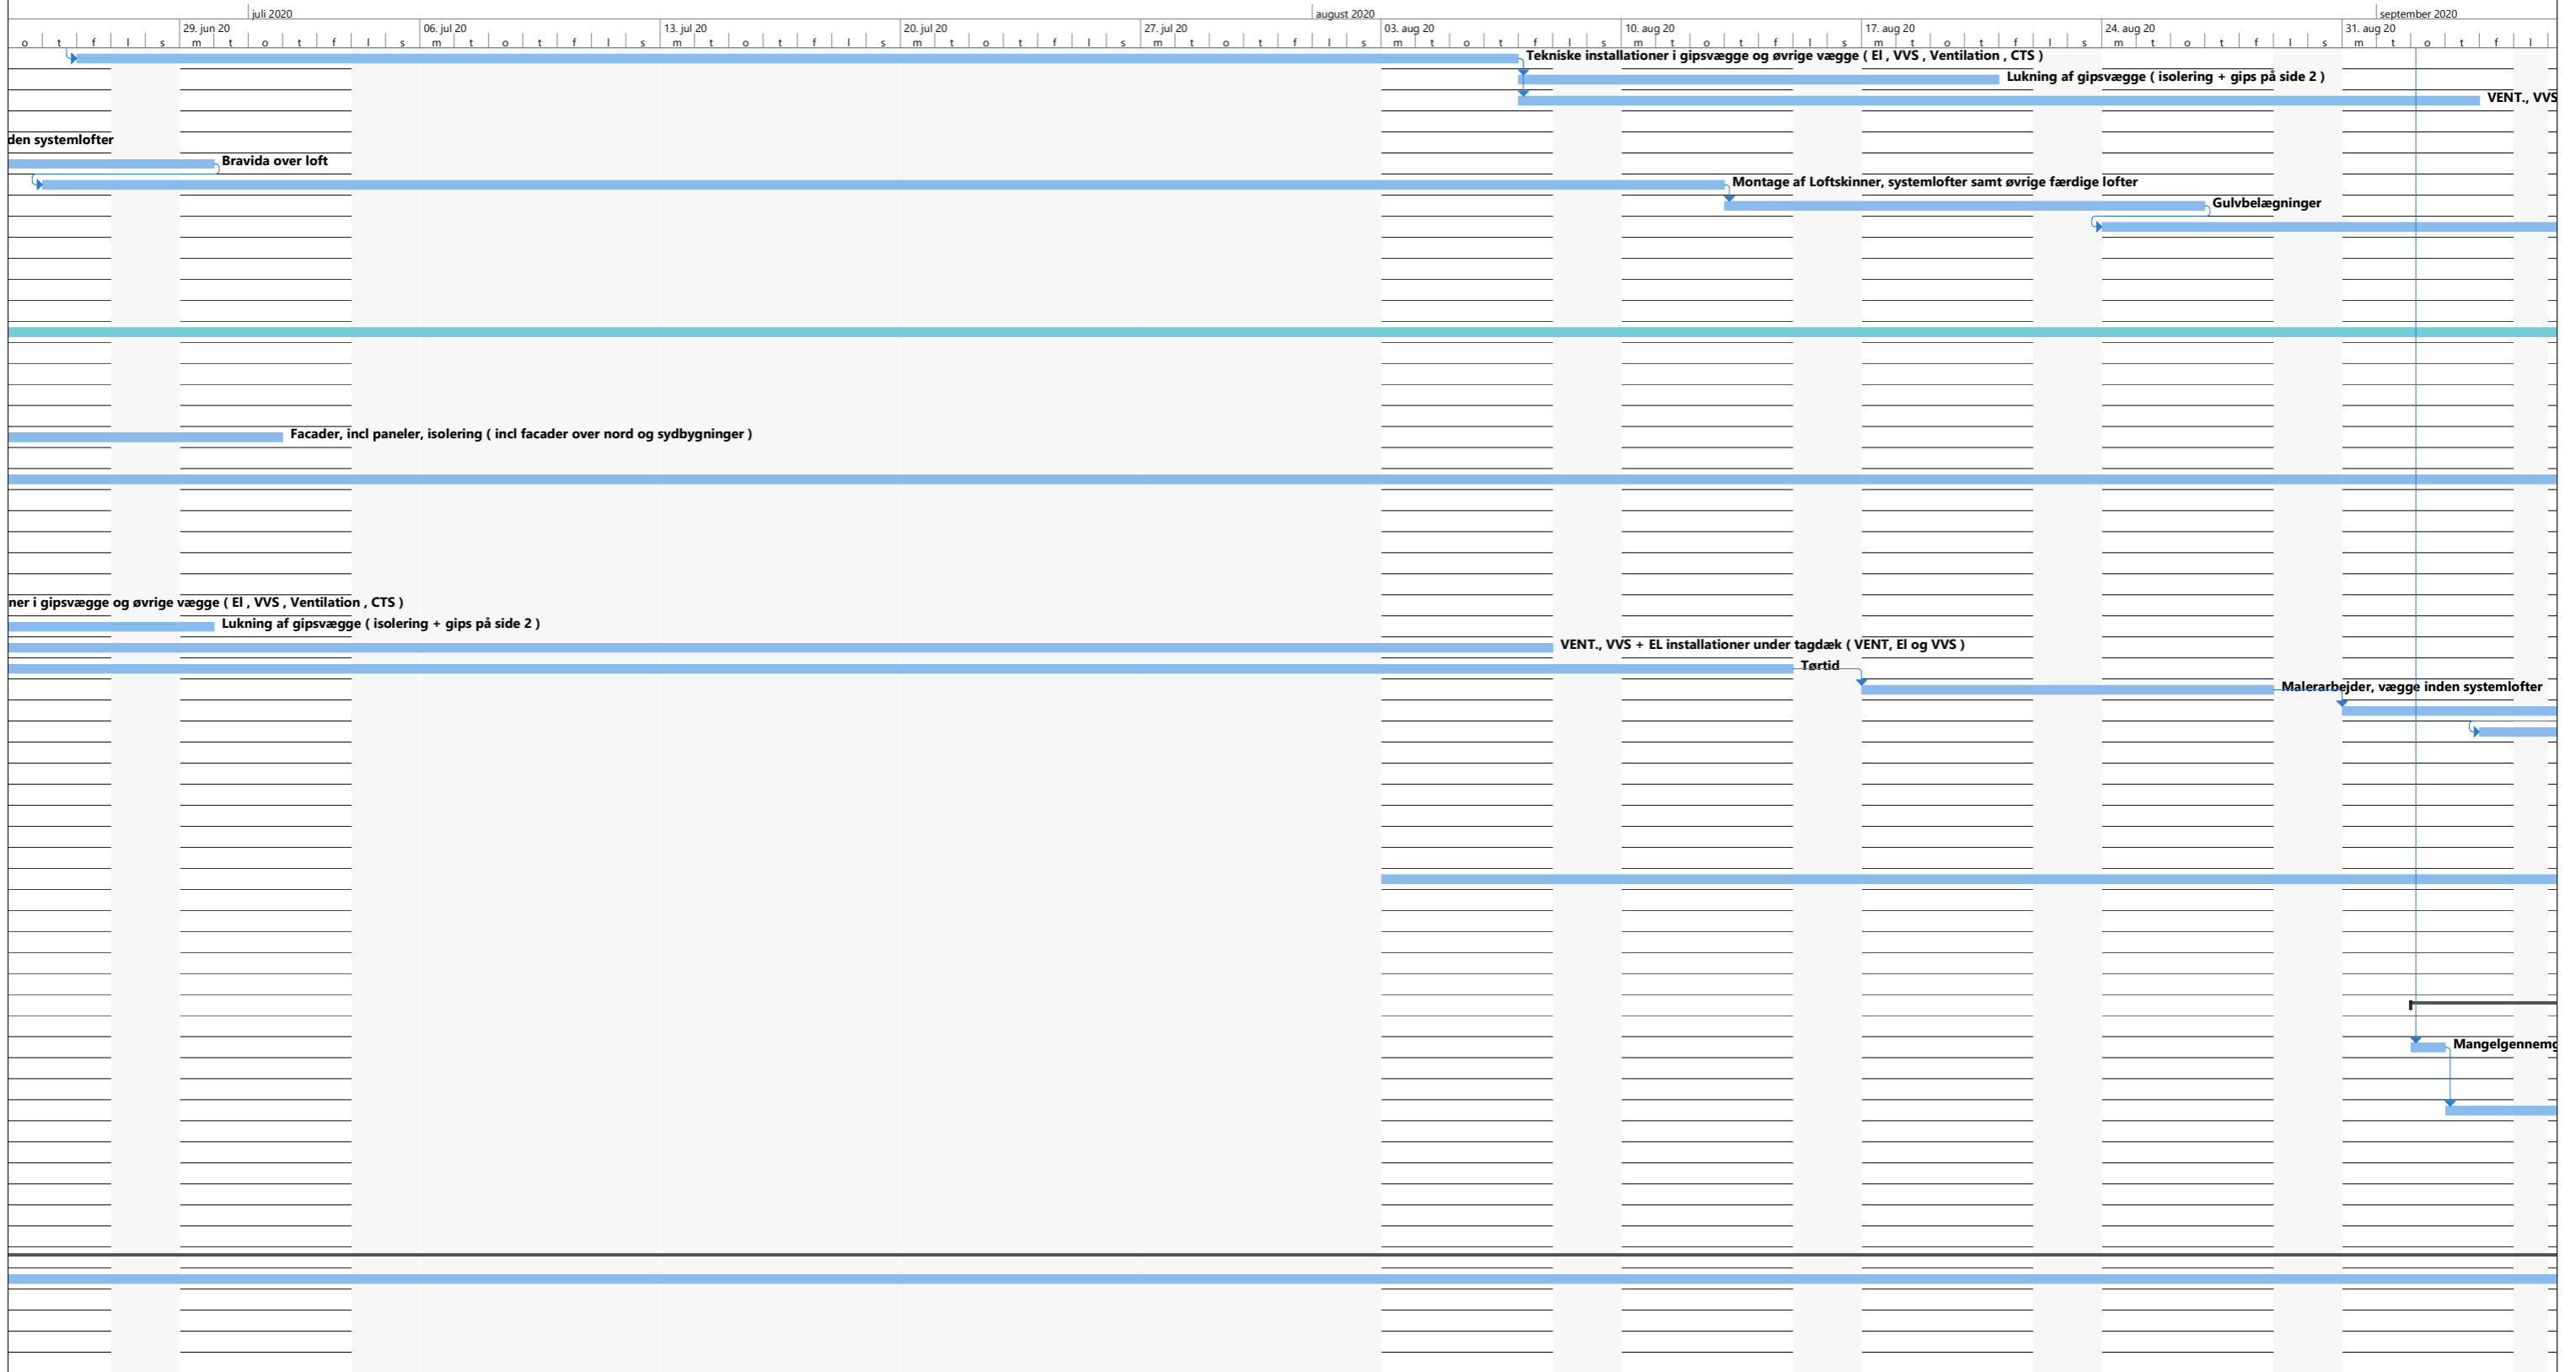 juli 2020 august 2020 september 2020
29. jun 20 06. jul 20 13. jul 20 20. jul 20 27. jul 20 03. aug 20 10. aug 20 17. aug 20 24. aug 20 31. aug 20
o t f l s m t o t f l s m t o t f l s m t o t f l s m t o t f l s m t o t f l s m t o t f l s m t o t f l s m t o t f l s m t o t f l s m t o t f l
Tekniske installationer i gipsvægge og øvrige vægge ( El , VVS , Ventilation , CTS )
Lukning af gipsvægge ( isolering + gips på side 2 )
VENT., VVS
den systemlofter
Bravida over loft
Montage af Loftskinner, systemlofter samt øvrige færdige lofter
Gulvbelægninger
Facader, incl paneler, isolering ( incl facader over nord og sydbygninger )
ner i gipsvægge og øvrige vægge ( El , VVS , Ventilation , CTS )
Lukning af gipsvægge ( isolering + gips på side 2 )
VENT., VVS + EL installationer under tagdæk ( VENT, El og VVS )
Tørtid
Malerarbejder, vægge inden systemlofter
Mangelgennemg